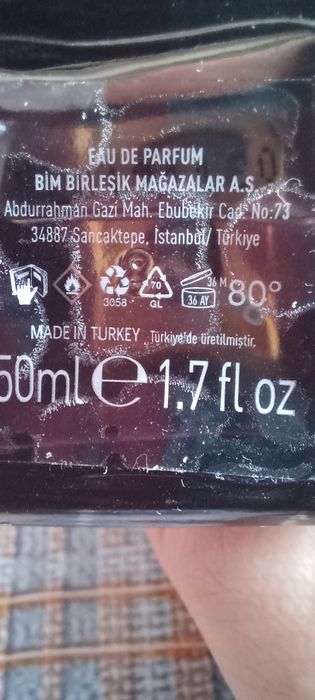 EAU DE PARFUM
BİM BİRLEŞİK MAĞAZALAR A.Ş.
Abdurrahman Gazi Mah. Ebubekir Cad. No:73
34887 Sancaktepe, İstanbul/ Türkiye
3058 70 GL 36 M 36 AY 80°
MADE IN TURKEY Türkiye'de üretilmiştir.
50ml e 1.7 fl oz